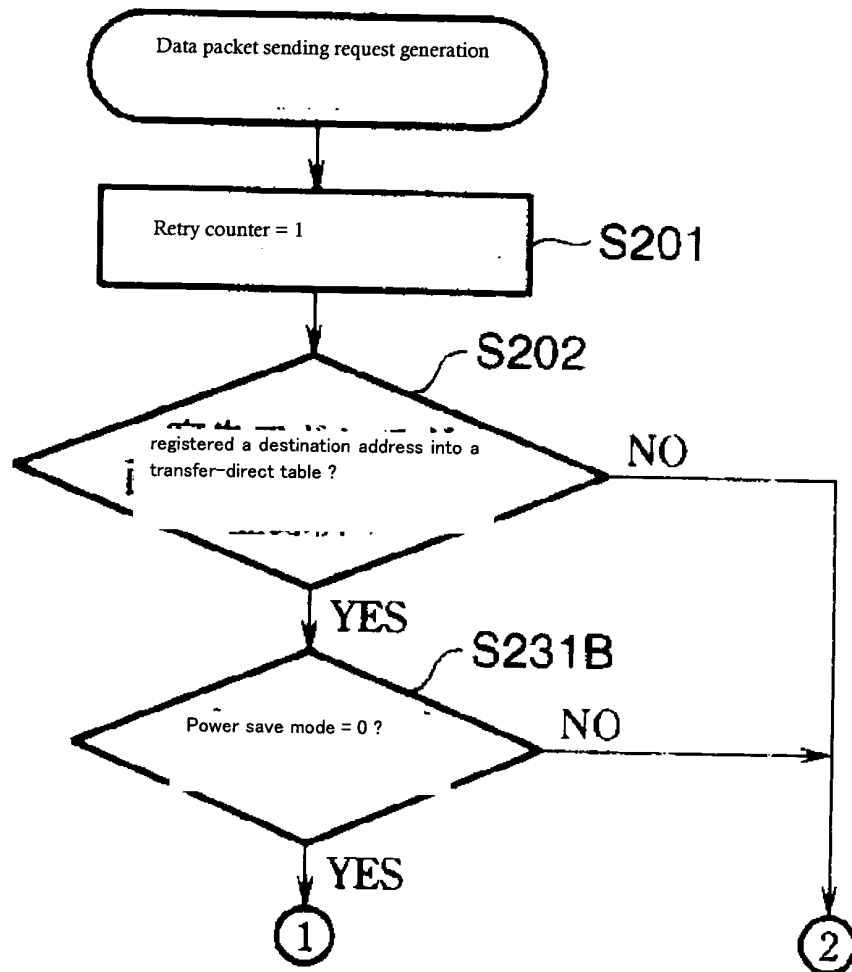 Data packet sending request generation
Retry counter = 1
S201
S202
registered a destination address into a
transfer-direct table ?
NO
YES
S231B
Power save mode = 0 ?
NO
YES
1
2